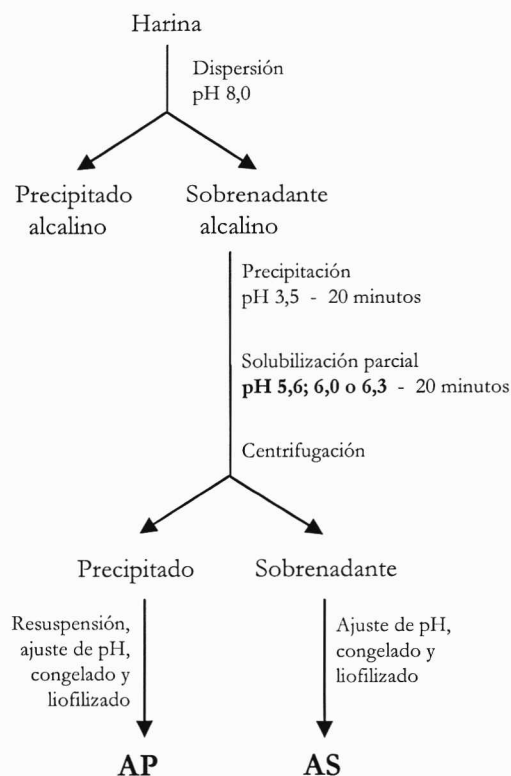 Harina
Dispersión
pH 8,0
Precipitado
alcalino
Sobrenadante
alcalino
Precipitación
pH 3,5 - 20 minutos
Solubilización parcial
pH 5,6; 6,0 o 6,3 - 20 minutos
Centrifugación
Precipitado
Sobrenadante
Resuspensión,
ajuste de pH,
congelado y
liofilizado
Ajuste de pH,
congelado y
liofilizado
AP
AS